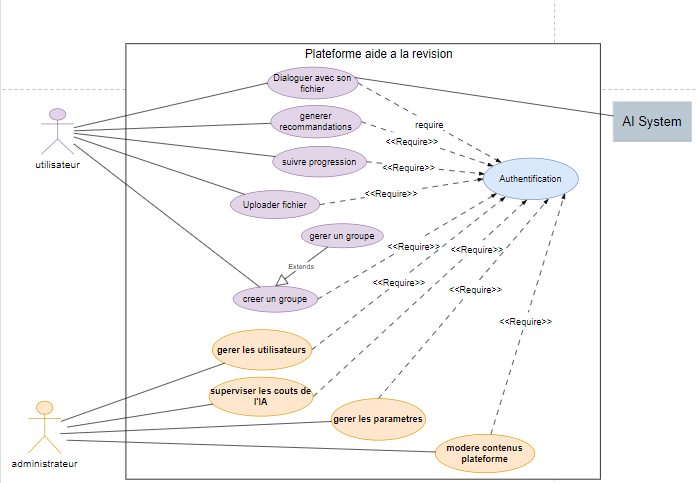 Plateforme aide a la revision
Dialoguer avec son
fichier
generer
recommandations
suivre progression
Uploader fichier
gerer un groupe
Extends
creer un groupe
gerer les utilisateurs
superviser les couts de
l'IA
gerer les parametres
modere contenus
plateforme
utilisateur
administrateur
AI System
Authentification
require
<<Require>>
<<Require>>
<<Require>>
<<Require>>
<<Require>>
<<Require>>
<<Require>>
<<Require>>